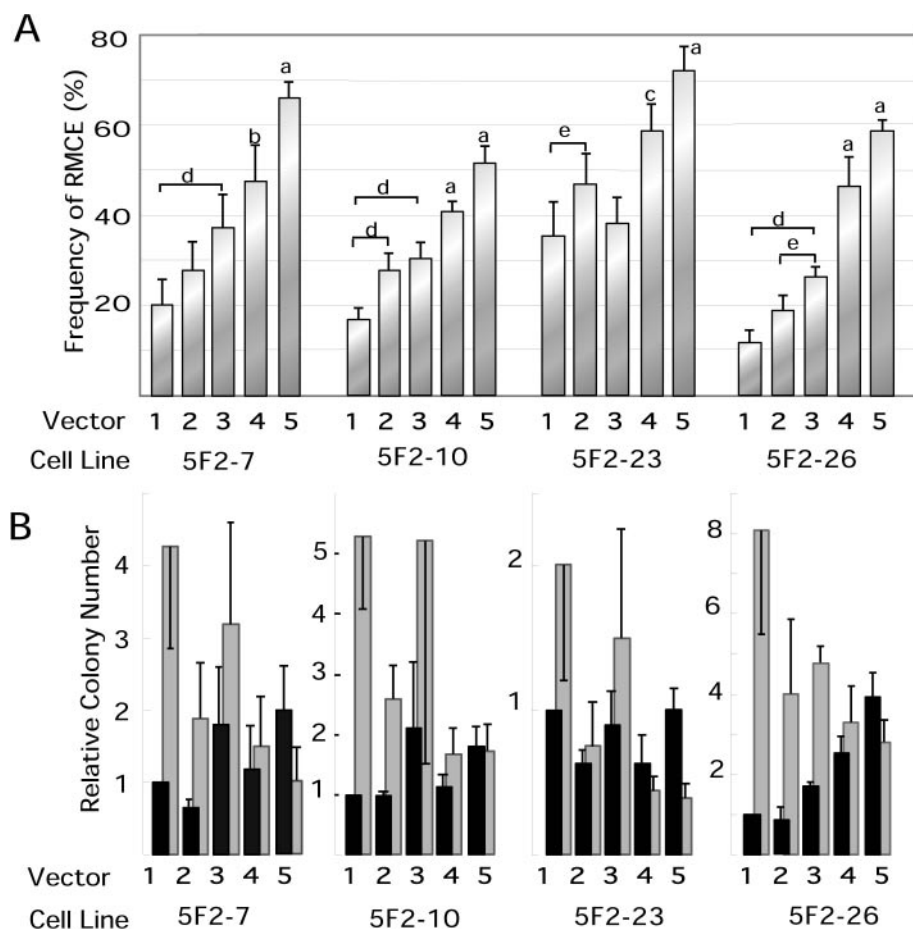 A
Frequency of RMCE (%)
80
60
40
20
d
b
a
d
d
a
a
e
c
a
d
e
a
a
Vector 1 2 3 4 5 1 2 3 4 5 1 2 3 4 5 1 2 3 4 5
Cell Line 5F2-7 5F2-10 5F2-23 5F2-26
B
Relative Colony Number
4
3
2
1
5
4
3
2
1
2
1
8
6
4
2
Vector 1 2 3 4 5 1 2 3 4 5 1 2 3 4 5 1 2 3 4 5
Cell Line 5F2-7 5F2-10 5F2-23 5F2-26